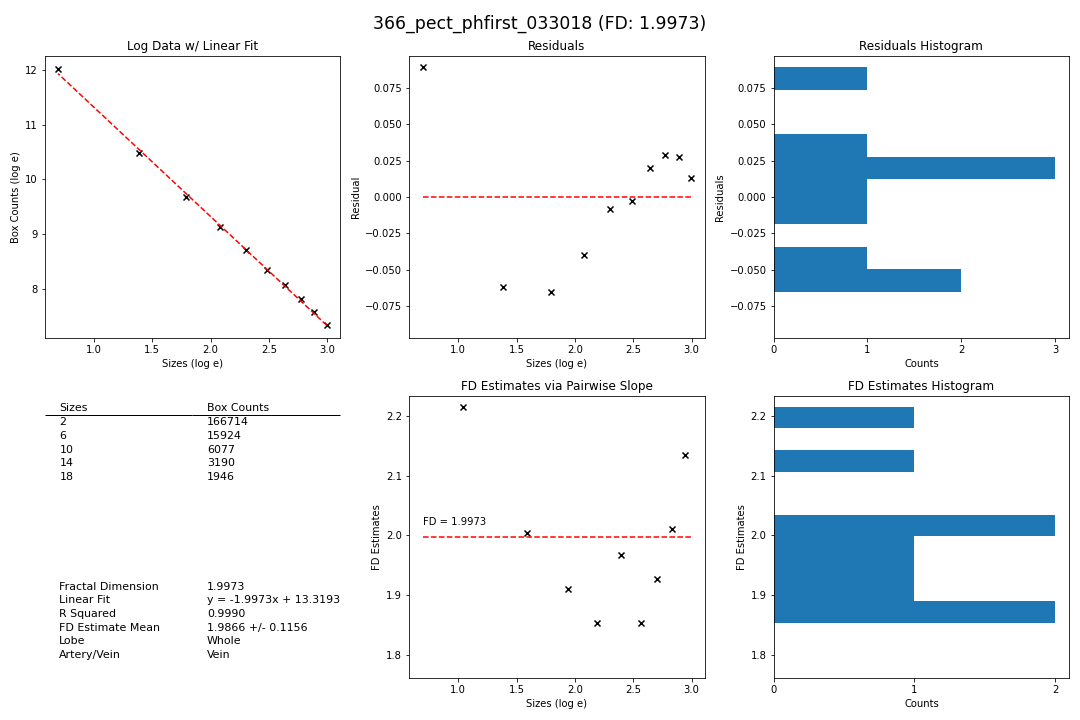 366_pect_phfirst_033018 (FD: 1.9973)
Log Data w/ Linear Fit
12
11
10
9
8
Box Counts (log e)
1.0 1.5 2.0 2.5 3.0
Sizes (log e)
Residuals
0.075
0.050
0.025
0.000
−0.025
−0.050
−0.075
Residual
1.0 1.5 2.0 2.5 3.0
Sizes (log e)
Residuals Histogram
0.075
0.050
0.025
0.000
−0.025
−0.050
−0.075
Residuals
0 1 2 3
Counts
Sizes Box Counts
2 166714
6 15924
10 6077
14 3190
18 1946
Fractal Dimension 1.9973
Linear Fit y = -1.9973x + 13.3193
R Squared 0.9990
FD Estimate Mean 1.9866 +/- 0.1156
Lobe Whole
Artery/Vein Vein
FD Estimates via Pairwise Slope
2.2
2.1
2.0
1.9
1.8
FD Estimates
FD = 1.9973
1.0 1.5 2.0 2.5 3.0
Sizes (log e)
FD Estimates Histogram
2.2
2.1
2.0
1.9
1.8
FD Estimates
0 1 2
Counts